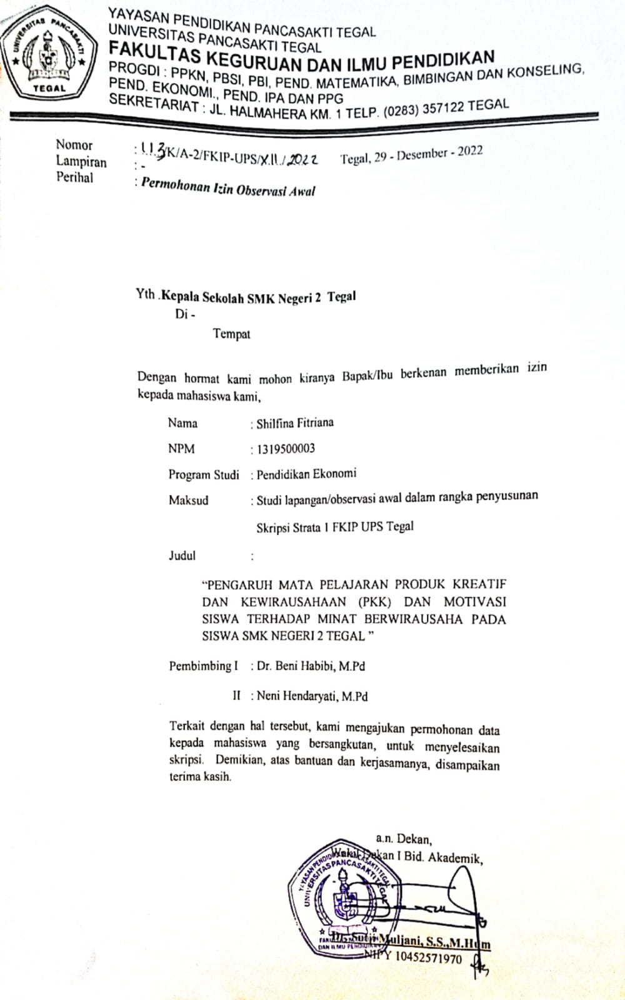 UNIVERSITAS PANCASAKTI
TEGAL
YAYASAN PENDIDIKAN PANCASAKTI TEGAL
UNIVERSITAS PANCASAKTI TEGAL
FAKULTAS KEGURUAN DAN ILMU PENDIDIKAN
PROGDI : PPKN, PBSI, PBI, PEND. MATEMATIKA, BIMBINGAN DAN KONSELING,
PEND. EKONOMI., PEND. IPA DAN PPG
SEKRETARIAT : JL. HALMAHERA KM. 1 TELP. (0283) 357122 TEGAL
Nomor : 113/K/A-2/FKIP-UPS/XII/2022 Tegal, 29 - Desember - 2022
Lampiran : -
Perihal : Permohonan Izin Observasi Awal
Yth .Kepala Sekolah SMK Negeri 2 Tegal
Di -
Tempat
Dengan hormat kami mohon kiranya Bapak/Ibu berkenan memberikan izin
kepada mahasiswa kami,
Nama : Shilfina Fitriana
NPM : 1319500003
Program Studi : Pendidikan Ekonomi
Maksud : Studi lapangan/observasi awal dalam rangka penyusunan
Skripsi Strata 1 FKIP UPS Tegal
Judul :
“PENGARUH MATA PELAJARAN PRODUK KREATIF
DAN KEWIRAUSAHAAN (PKK) DAN MOTIVASI
SISWA TERHADAP MINAT BERWIRAUSAHA PADA
SISWA SMK NEGERI 2 TEGAL ”
Pembimbing I : Dr. Beni Habibi, M.Pd
II : Neni Hendaryati, M.Pd
Terkait dengan hal tersebut, kami mengajukan permohonan data
kepada mahasiswa yang bersangkutan, untuk menyelesaikan
skripsi. Demikian, atas bantuan dan kerjasamanya, disampaikan
terima kasih.
a.n. Dekan,
Wakil Dekan I Bid. Akademik,
YAYASAN PENDIDIKAN PANCASAKTI TEGAL
UNIVERSITAS PANCASAKTI TEGAL
DAN ILMU PENDIDIKAN
Muljani, S.S.,M.Hum
NIPY 10452571970